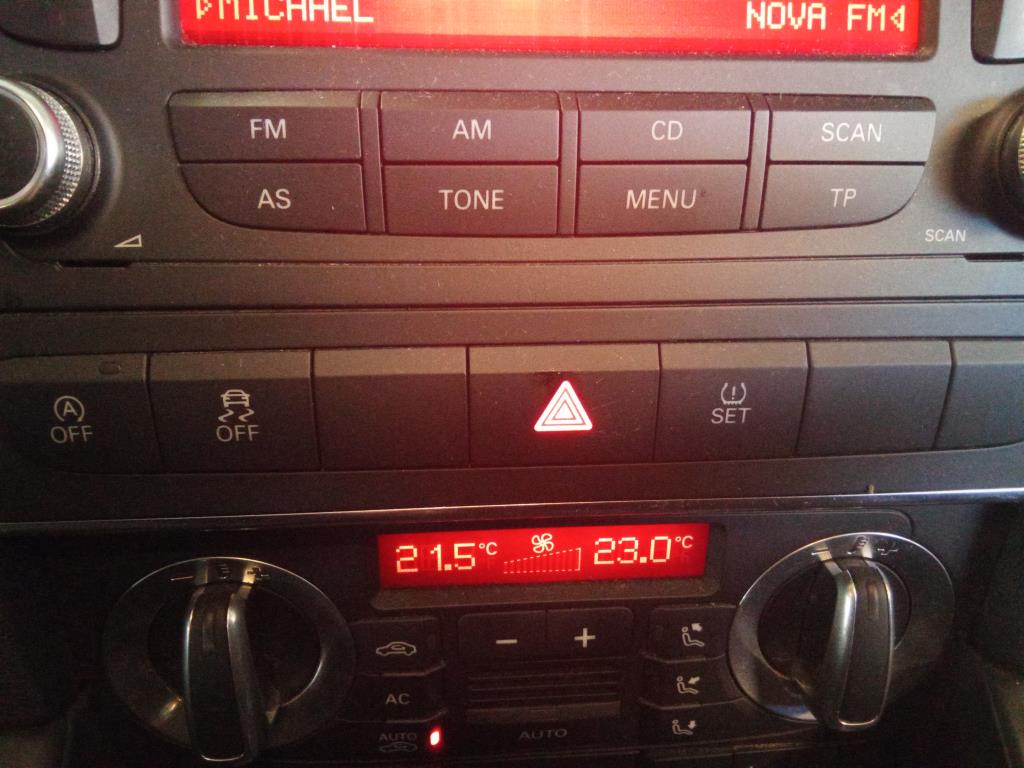 MICHAEL NOVA FM
FM AM CD SCAN
AS TONE MENU TP
SCAN
A
OFF OFF SET
21.5°C 23.0°C
- +
AC
AUTO AUTO